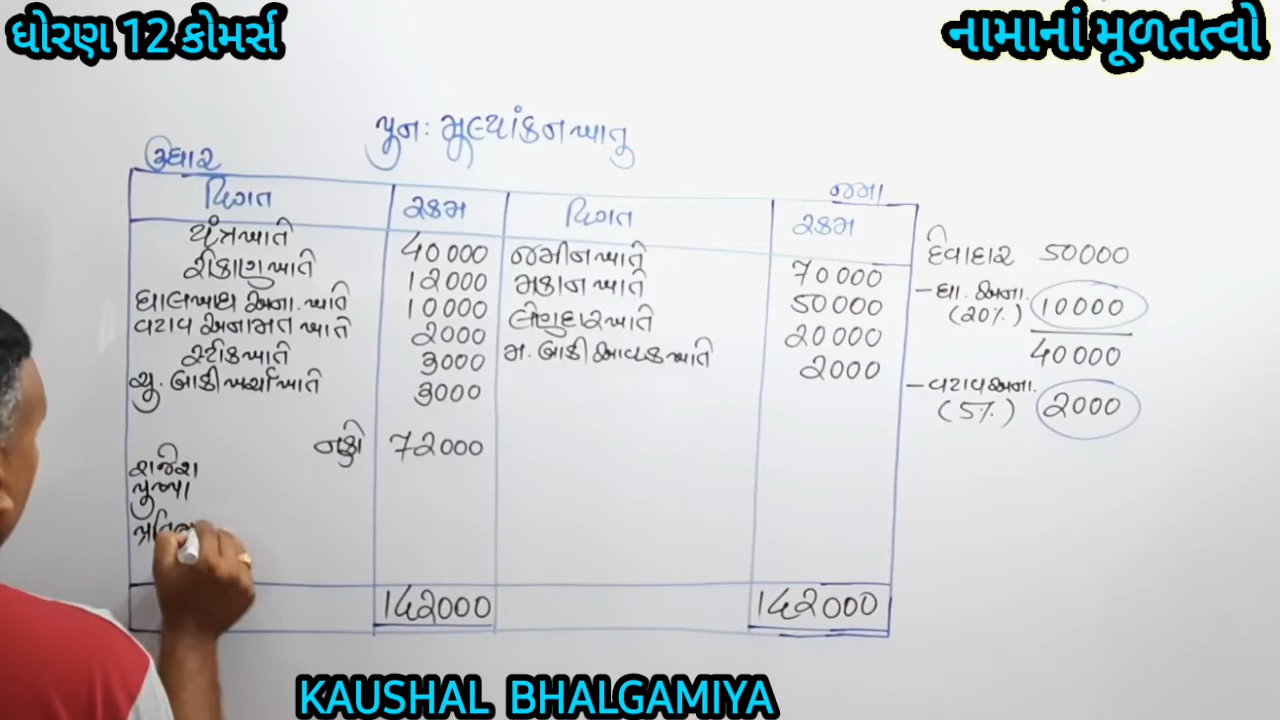 ધોરણ 12 કોમર્સ
નામાનાં મૂળતત્વો
પુનઃમૂલ્યાંકન ખાતુ
ઉધાર
જમા
વિગત રકમ વિગત રકમ
યંત્ર ખાતે 40000 જમીન ખાતે 70000
રોકાણ ખાતે 12000 મકાન ખાતે 50000
ઘાલખાધ અના. ખાતે 10000 લેણદાર ખાતે 20000
વટાવ અનામત ખાતે 2000 મ. બાકી આવક ખાતે 2000
સ્ટોક ખાતે 3000
ચુ. બાકી ખર્ચા ખાતે 3000
નફો 72000
રાજેશ
પુષ્પા
142000 142000
દેવાદાર 50000
- ઘા. અના. (20%) 10000
40000
- વટાવ અના. (5%) 2000
KAUSHAL BHALGAMIYA